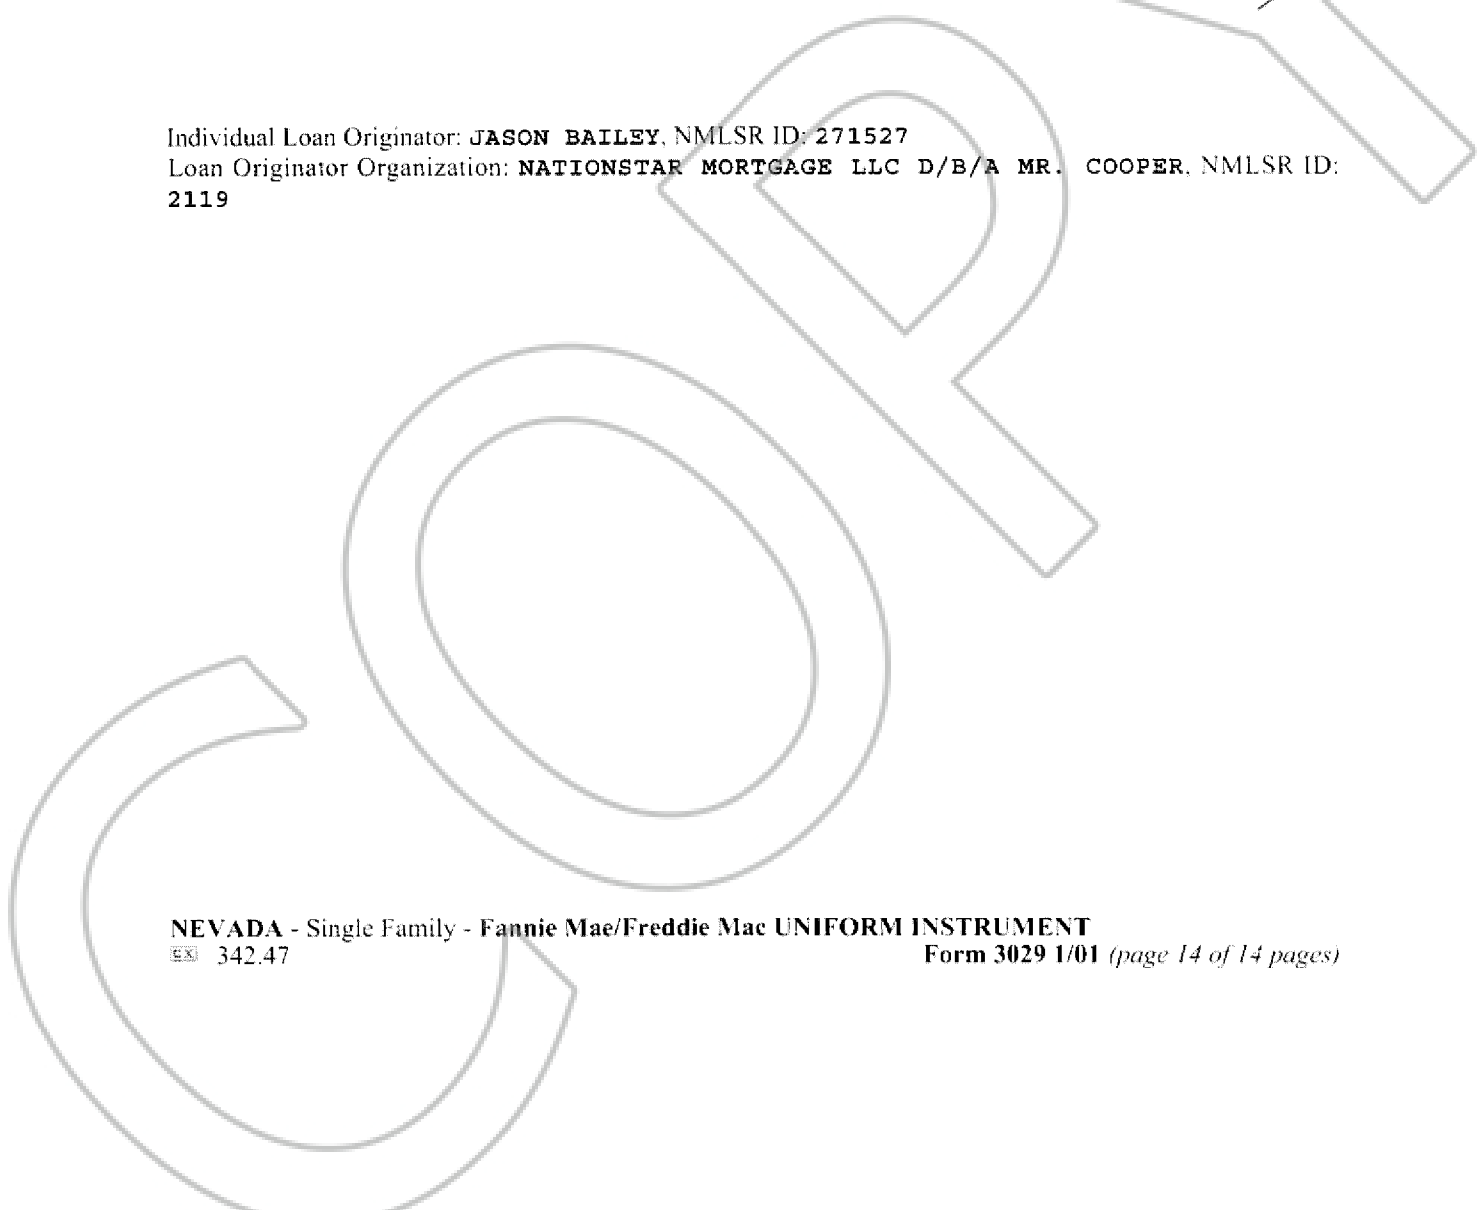 Individual Loan Originator: JASON BAILEY, NMLSR ID: 271527
Loan Originator Organization: NATIONSTAR MORTGAGE LLC D/B/A MR. COOPER, NMLSR ID:
2119
COPY
NEVADA - Single Family - Fannie Mae/Freddie Mac UNIFORM INSTRUMENT
EX 342.47 Form 3029 1/01 (page 14 of 14 pages)